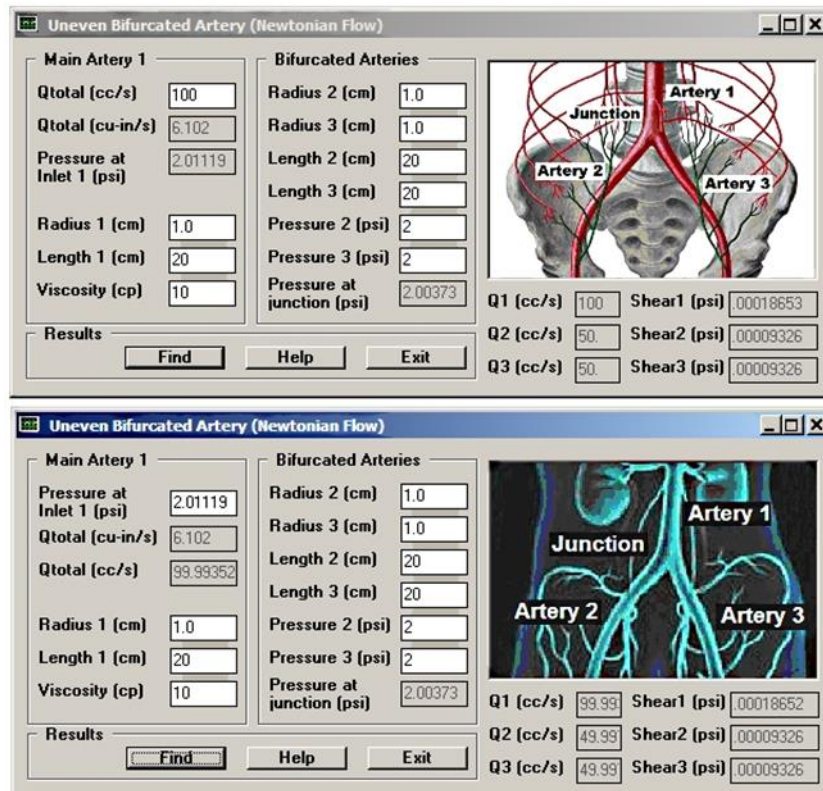 Uneven Bifurcated Artery (Newtonian Flow)
Main Artery 1
Qtotal (cc/s) 100
Qtotal (cu-in/s) 6.102
Pressure at
Inlet 1 (psi) 2.01119
Radius 1 (cm) 1.0
Length 1 (cm) 20
Viscosity (cp) 10
Bifurcated Arteries
Radius 2 (cm) 1.0
Radius 3 (cm) 1.0
Length 2 (cm) 20
Length 3 (cm) 20
Pressure 2 (psi) 2
Pressure 3 (psi) 2
Pressure at
junction (psi) 2.00373
Artery 1
Junction
Artery 2
Artery 3
Results
Find Help Exit
Q1 (cc/s) 100 Shear1 (psi) .00018653
Q2 (cc/s) 50. Shear2 (psi) .00009326
Q3 (cc/s) 50. Shear3 (psi) .00009326
Uneven Bifurcated Artery (Newtonian Flow)
Main Artery 1
Pressure at
Inlet 1 (psi) 2.01119
Qtotal (cu-in/s) 6.102
Qtotal (cc/s) 99.99352
Radius 1 (cm) 1.0
Length 1 (cm) 20
Viscosity (cp) 10
Bifurcated Arteries
Radius 2 (cm) 1.0
Radius 3 (cm) 1.0
Length 2 (cm) 20
Length 3 (cm) 20
Pressure 2 (psi) 2
Pressure 3 (psi) 2
Pressure at
junction (psi) 2.00373
Artery 1
Junction
Artery 2
Artery 3
Results
Find Help Exit
Q1 (cc/s) 99.99 Shear1 (psi) .00018652
Q2 (cc/s) 49.99 Shear2 (psi) .00009326
Q3 (cc/s) 49.99 Shear3 (psi) .00009326